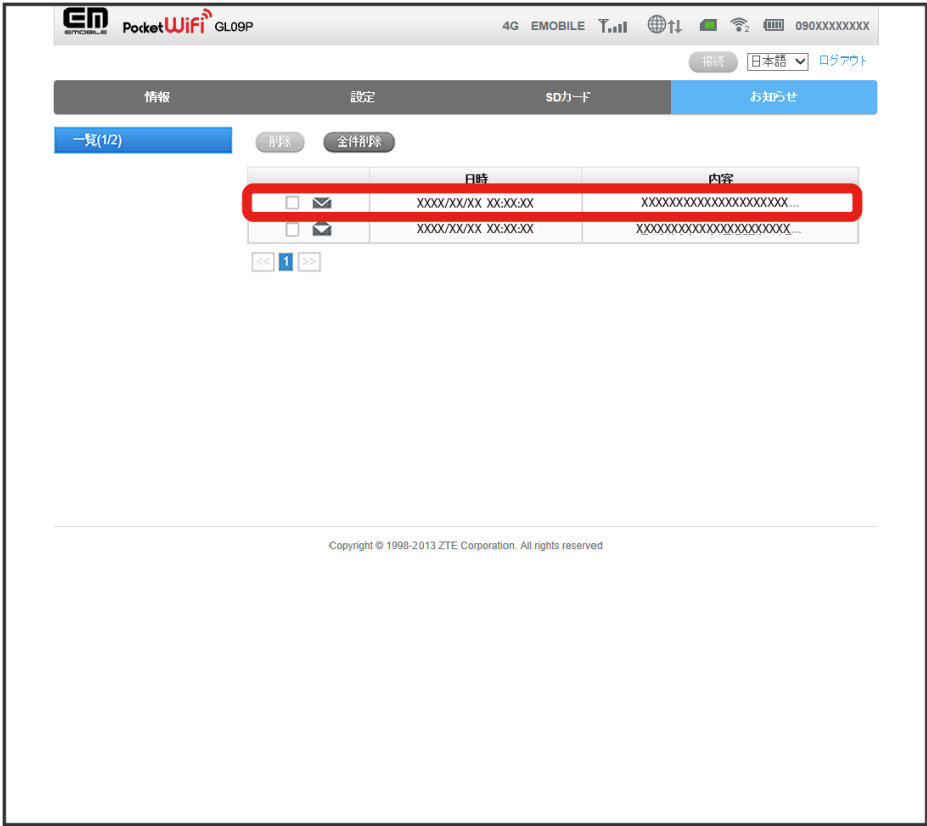 EM EMOBILE Pocket WiFi GL09P 4G EMOBILE 2 090XXXXXXXX
接続 日本語 ログアウト
情報 設定 SDカード お知らせ
一覧(1/2) 削除 全件削除
日時 内容
XXXX/XX/XX XX:XX:XX XXXXXXXXXXXXXXXXXXXXX...
XXXX/XX/XX XX:XX:XX XXXXXXXXXXXXXXXXXXXXXX...
<< 1 >>
Copyright © 1998-2013 ZTE Corporation. All rights reserved